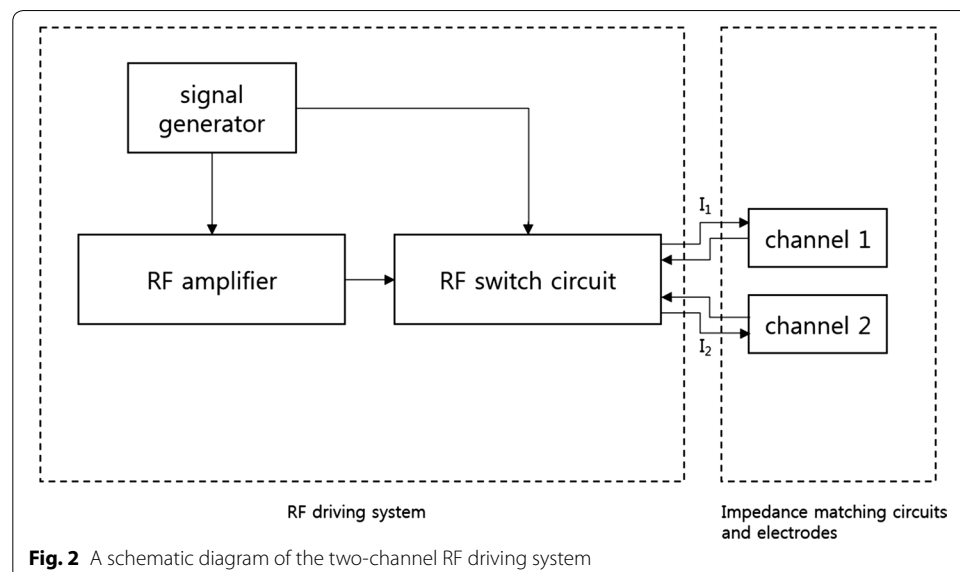 signal
generator
I₁
channel 1
RF amplifier
RF switch circuit
channel 2
I₂
RF driving system
Impedance matching circuits
and electrodes
Fig. 2 A schematic diagram of the two-channel RF driving system